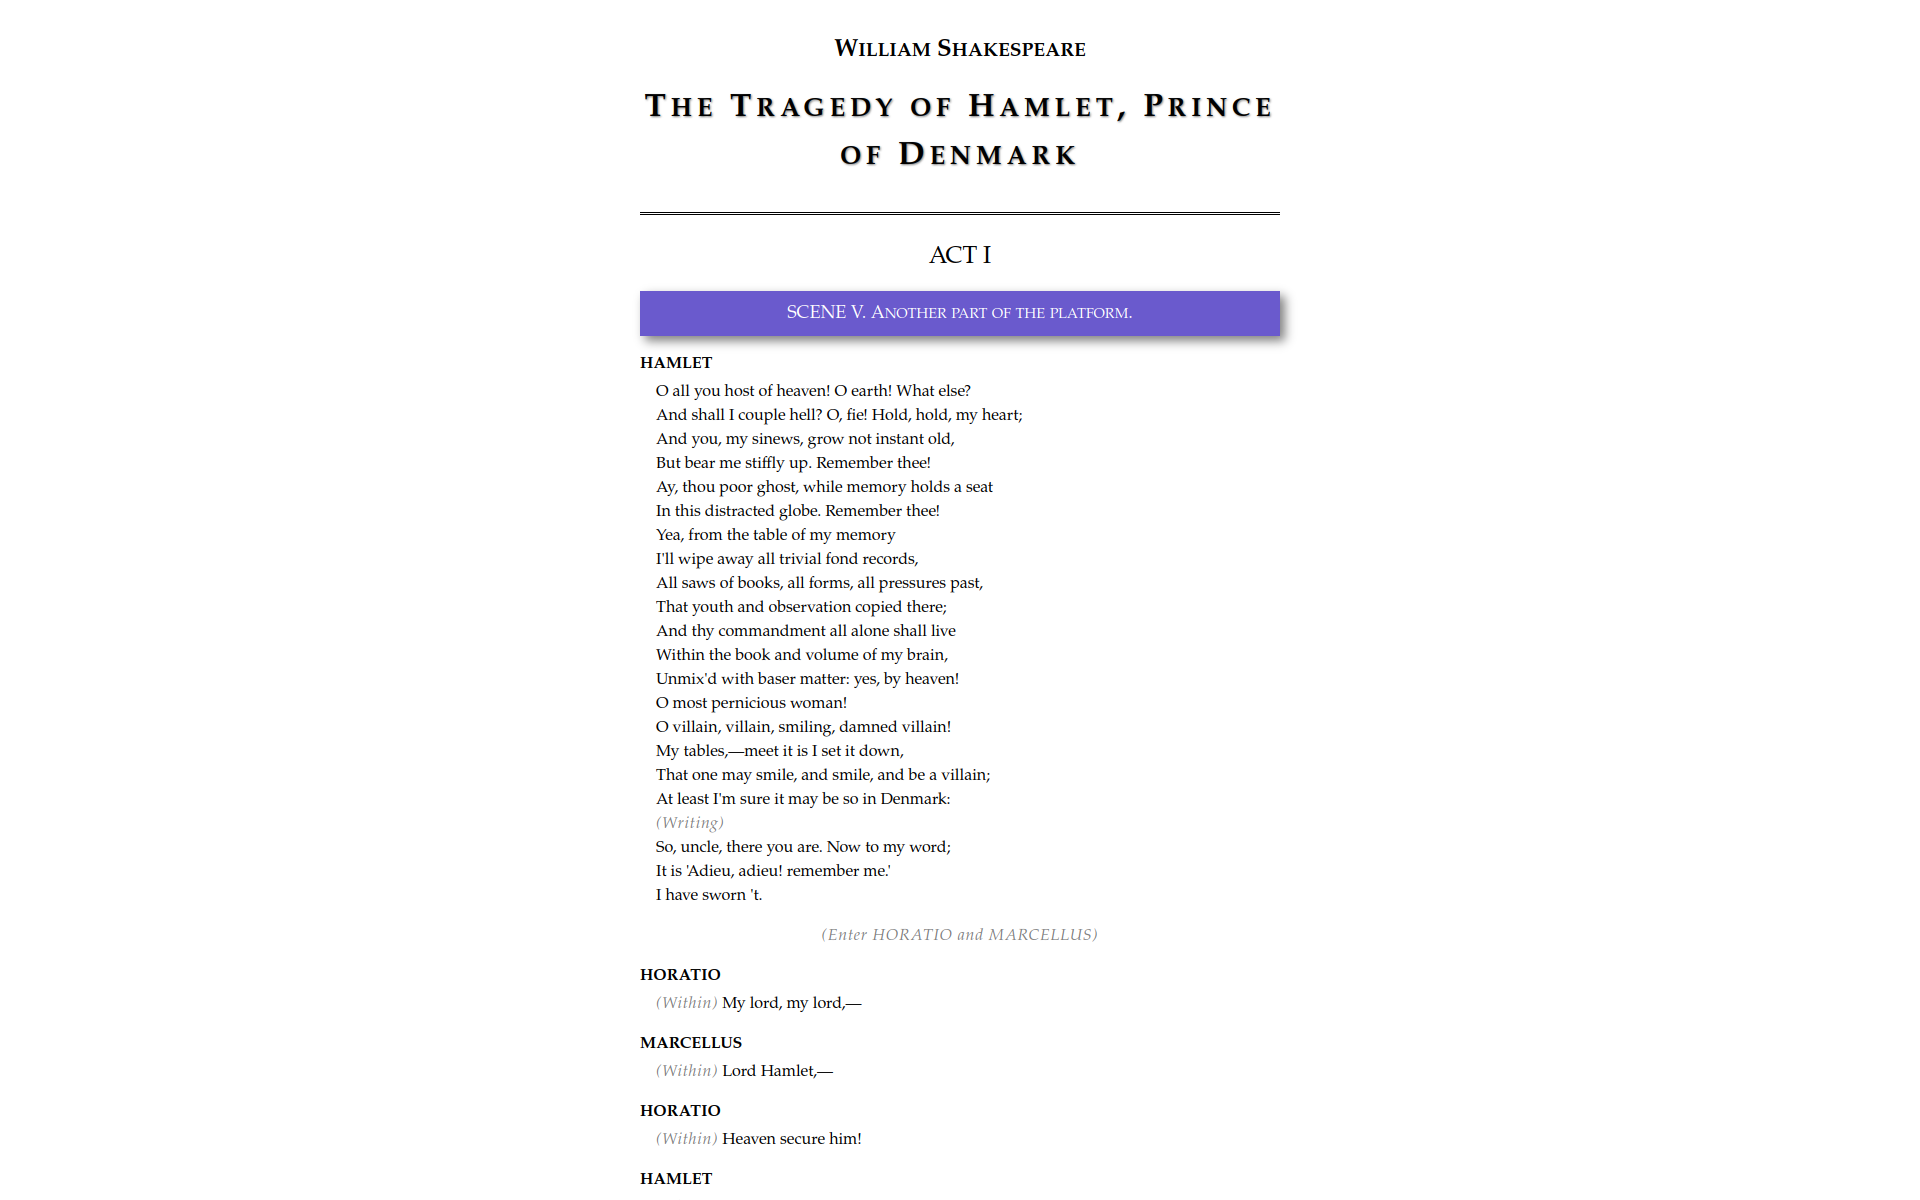 William Shakespeare
The Tragedy of Hamlet, Prince
of Denmark
ACT I
SCENE V. Another part of the platform.
HAMLET
O all you host of heaven! O earth! What else?
And shall I couple hell? O, fie! Hold, hold, my heart;
And you, my sinews, grow not instant old,
But bear me stiffly up. Remember thee!
Ay, thou poor ghost, while memory holds a seat
In this distracted globe. Remember thee!
Yea, from the table of my memory
I'll wipe away all trivial fond records,
All saws of books, all forms, all pressures past,
That youth and observation copied there;
And thy commandment all alone shall live
Within the book and volume of my brain,
Unmix'd with baser matter: yes, by heaven!
O most pernicious woman!
O villain, villain, smiling, damned villain!
My tables,—meet it is I set it down,
That one may smile, and smile, and be a villain;
At least I'm sure it may be so in Denmark:
(Writing)
So, uncle, there you are. Now to my word;
It is 'Adieu, adieu! remember me.'
I have sworn 't.
(Enter HORATIO and MARCELLUS)
HORATIO
(Within) My lord, my lord,—
MARCELLUS
(Within) Lord Hamlet,—
HORATIO
(Within) Heaven secure him!
HAMLET